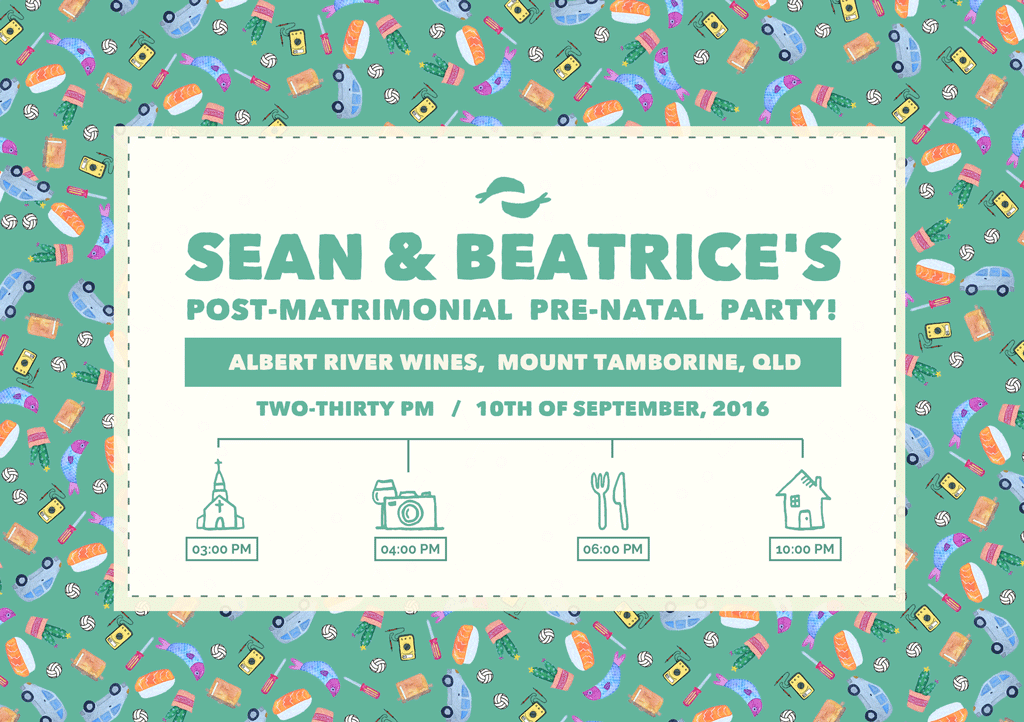 SEAN & BEATRICE'S
POST-MATRIMONIAL PRE-NATAL PARTY!
ALBERT RIVER WINES, MOUNT TAMBORINE, QLD
TWO-THIRTY PM / 10TH OF SEPTEMBER, 2016
03:00 PM 04:00 PM 06:00 PM 10:00 PM